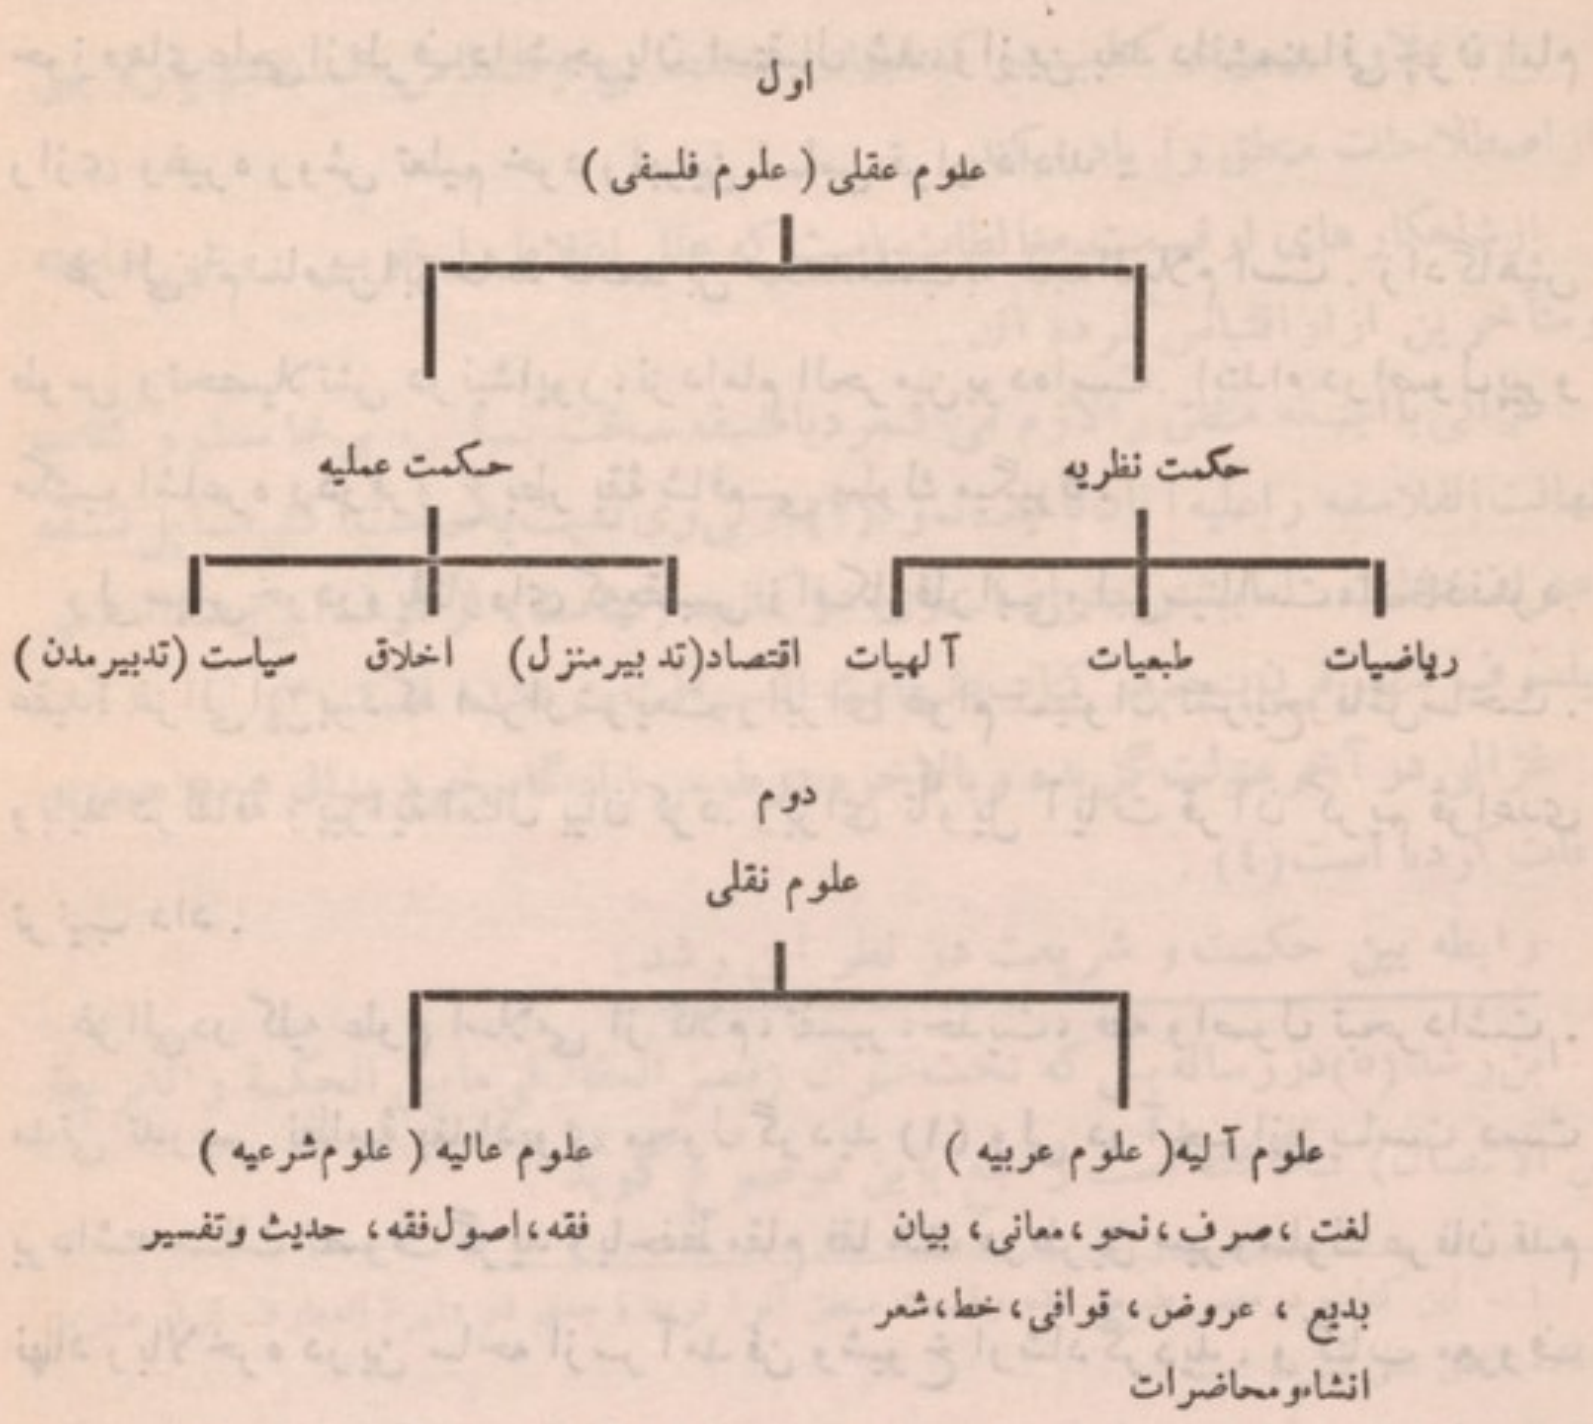 اول
علوم عقلی ( علوم فلسفی )
حکمت نظریه
حکمت عملیه
ریاضیات
طبعیات
آلهیات
اقتصاد(تدبیرمنزل)
اخلاق
سیاست (تدبیرمدن)
دوم
علوم نقلی
علوم آلیه( علوم عربیه )
لغت ،صرف،نحو،معانی، بیان
بدیع ، عروض، قوافی،خط،شعر
انشاءومحاضرات
علوم عالیه ( علوم شرعیه )
فقه،اصول فقه، حدیث وتفسیر